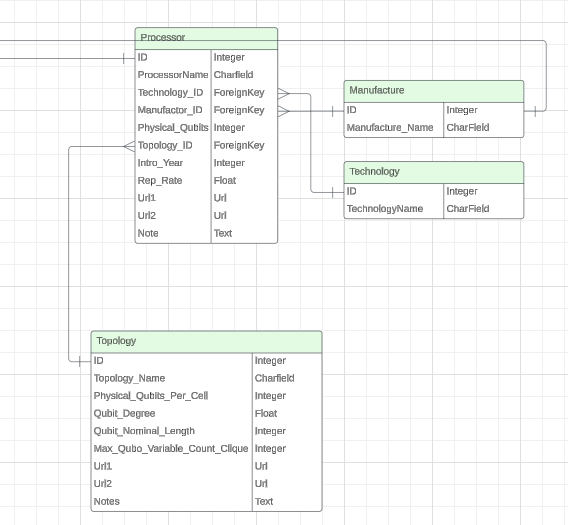 Processor
ID Integer
ProcessorName Charfield
Technology_ID ForeignKey
Manufactor_ID ForeignKey
Physical_Qubits Integer
Topology_ID ForeignKey
Intro_Year Integer
Rep_Rate Float
Url1 Url
Url2 Url
Note Text
Manufacture
ID Integer
Manufacture_Name CharField
Technology
ID Integer
TechnologyName CharField
Topology
ID Integer
Topology_Name Charfield
Physical_Qubits_Per_Cell Integer
Qubit_Degree Float
Qubit_Nominal_Length Integer
Max_Qubo_Variable_Count_Clique Integer
Url1 Url
Url2 Url
Notes Text